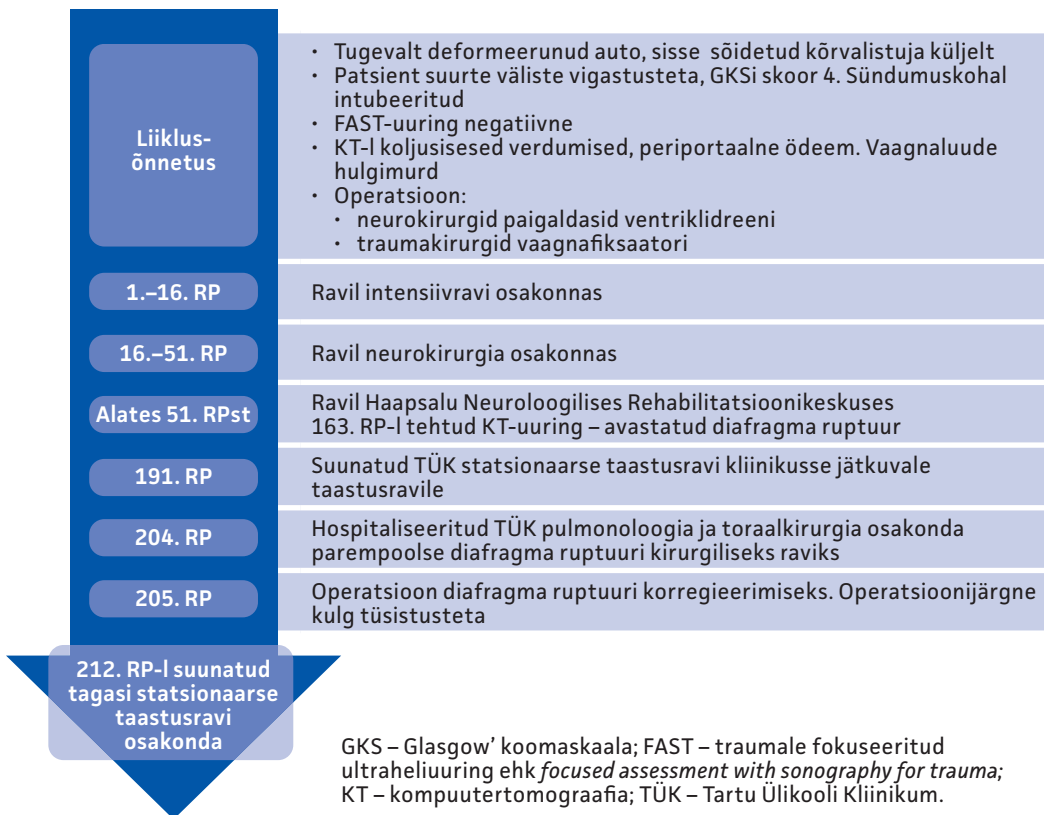 Liiklus-
õnnetus
· Tugevalt deformeerunud auto, sisse sõidetud kõrvalistuja küljelt
· Patsient suurte väliste vigastusteta, GKSi skoor 4. Sündumuskohal
intubeeritud
· FAST-uuring negatiivne
· KT-l koljusisesed verdumised, periportaalne ödeem. Vaagnaluude
hulgimurd
· Operatsioon:
· neurokirurgid paigaldasid ventriklidreeni
· traumakirurgid vaagnafiksaatori
1.–16. RP
Ravil intensiivravi osakonnas
16.–51. RP
Ravil neurokirurgia osakonnas
Alates 51. RPst
Ravil Haapsalu Neuroloogilises Rehabilitatsioonikeskuses
163. RP-l tehtud KT-uuring – avastatud diafragma ruptuur
191. RP
Suunatud TÜK statsionaarse taastusravi kliinikusse jätkuvale
taastusravile
204. RP
Hospitaliseeritud TÜK pulmonoloogia ja toraalkirurgia osakonda
parempoolse diafragma ruptuuri kirurgiliseks raviks
205. RP
Operatsioon diafragma ruptuuri korregieerimiseks. Operatsioonijärgne
kulg tüsistusteta
212. RP-l suunatud
tagasi statsionaarse
taastusravi
osakonda
GKS – Glasgow’ koomaskaala; FAST – traumale fokuseeritud
ultraheliuuring ehk focused assessment with sonography for trauma;
KT – kompuutertomograafia; TÜK – Tartu Ülikooli Kliinikum.